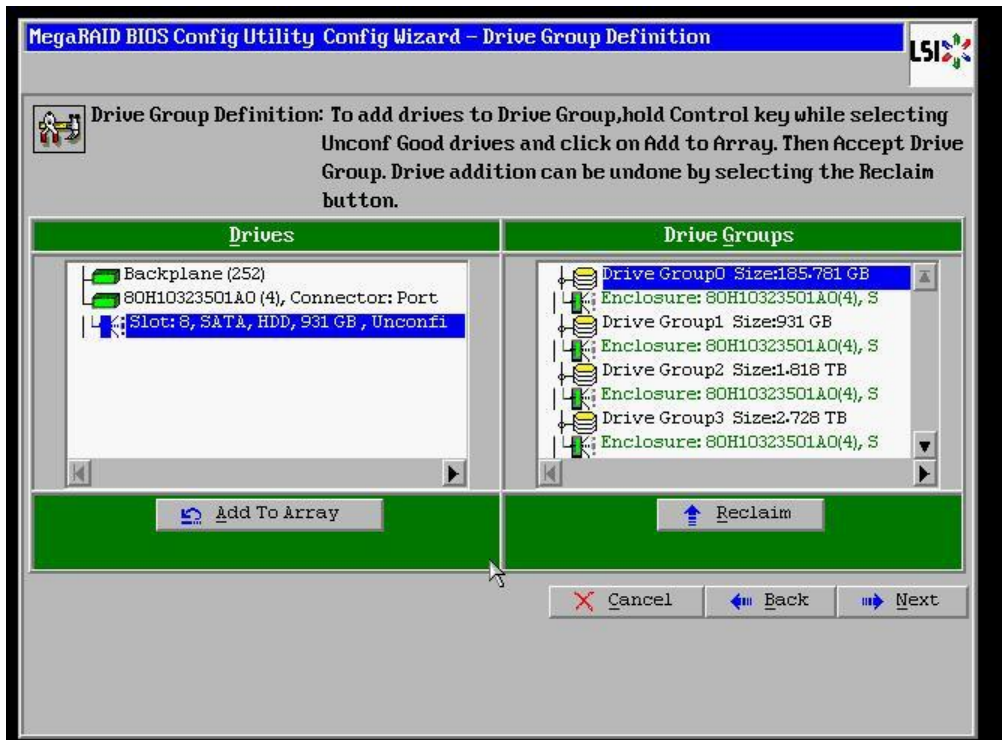 MegaRAID BIOS Config Utility Config Wizard – Drive Group Definition
LSI
Drive Group Definition: To add drives to Drive Group,hold Control key while selecting
Unconf Good drives and click on Add to Array. Then Accept Drive
Group. Drive addition can be undone by selecting the Reclaim
button.
Drives
Backplane (252)
80H10323501A0 (4), Connector: Port
Slot: 8, SATA, HDD, 931 GB , Unconfi
Add To Array
Drive Groups
Drive Group0 Size:185.781 GB
Enclosure: 80H10323501A0(4), S
Drive Group1 Size:931 GB
Enclosure: 80H10323501A0(4), S
Drive Group2 Size:1.818 TB
Enclosure: 80H10323501A0(4), S
Drive Group3 Size:2.728 TB
Enclosure: 80H10323501A0(4), S
Reclaim
Cancel
Back
Next